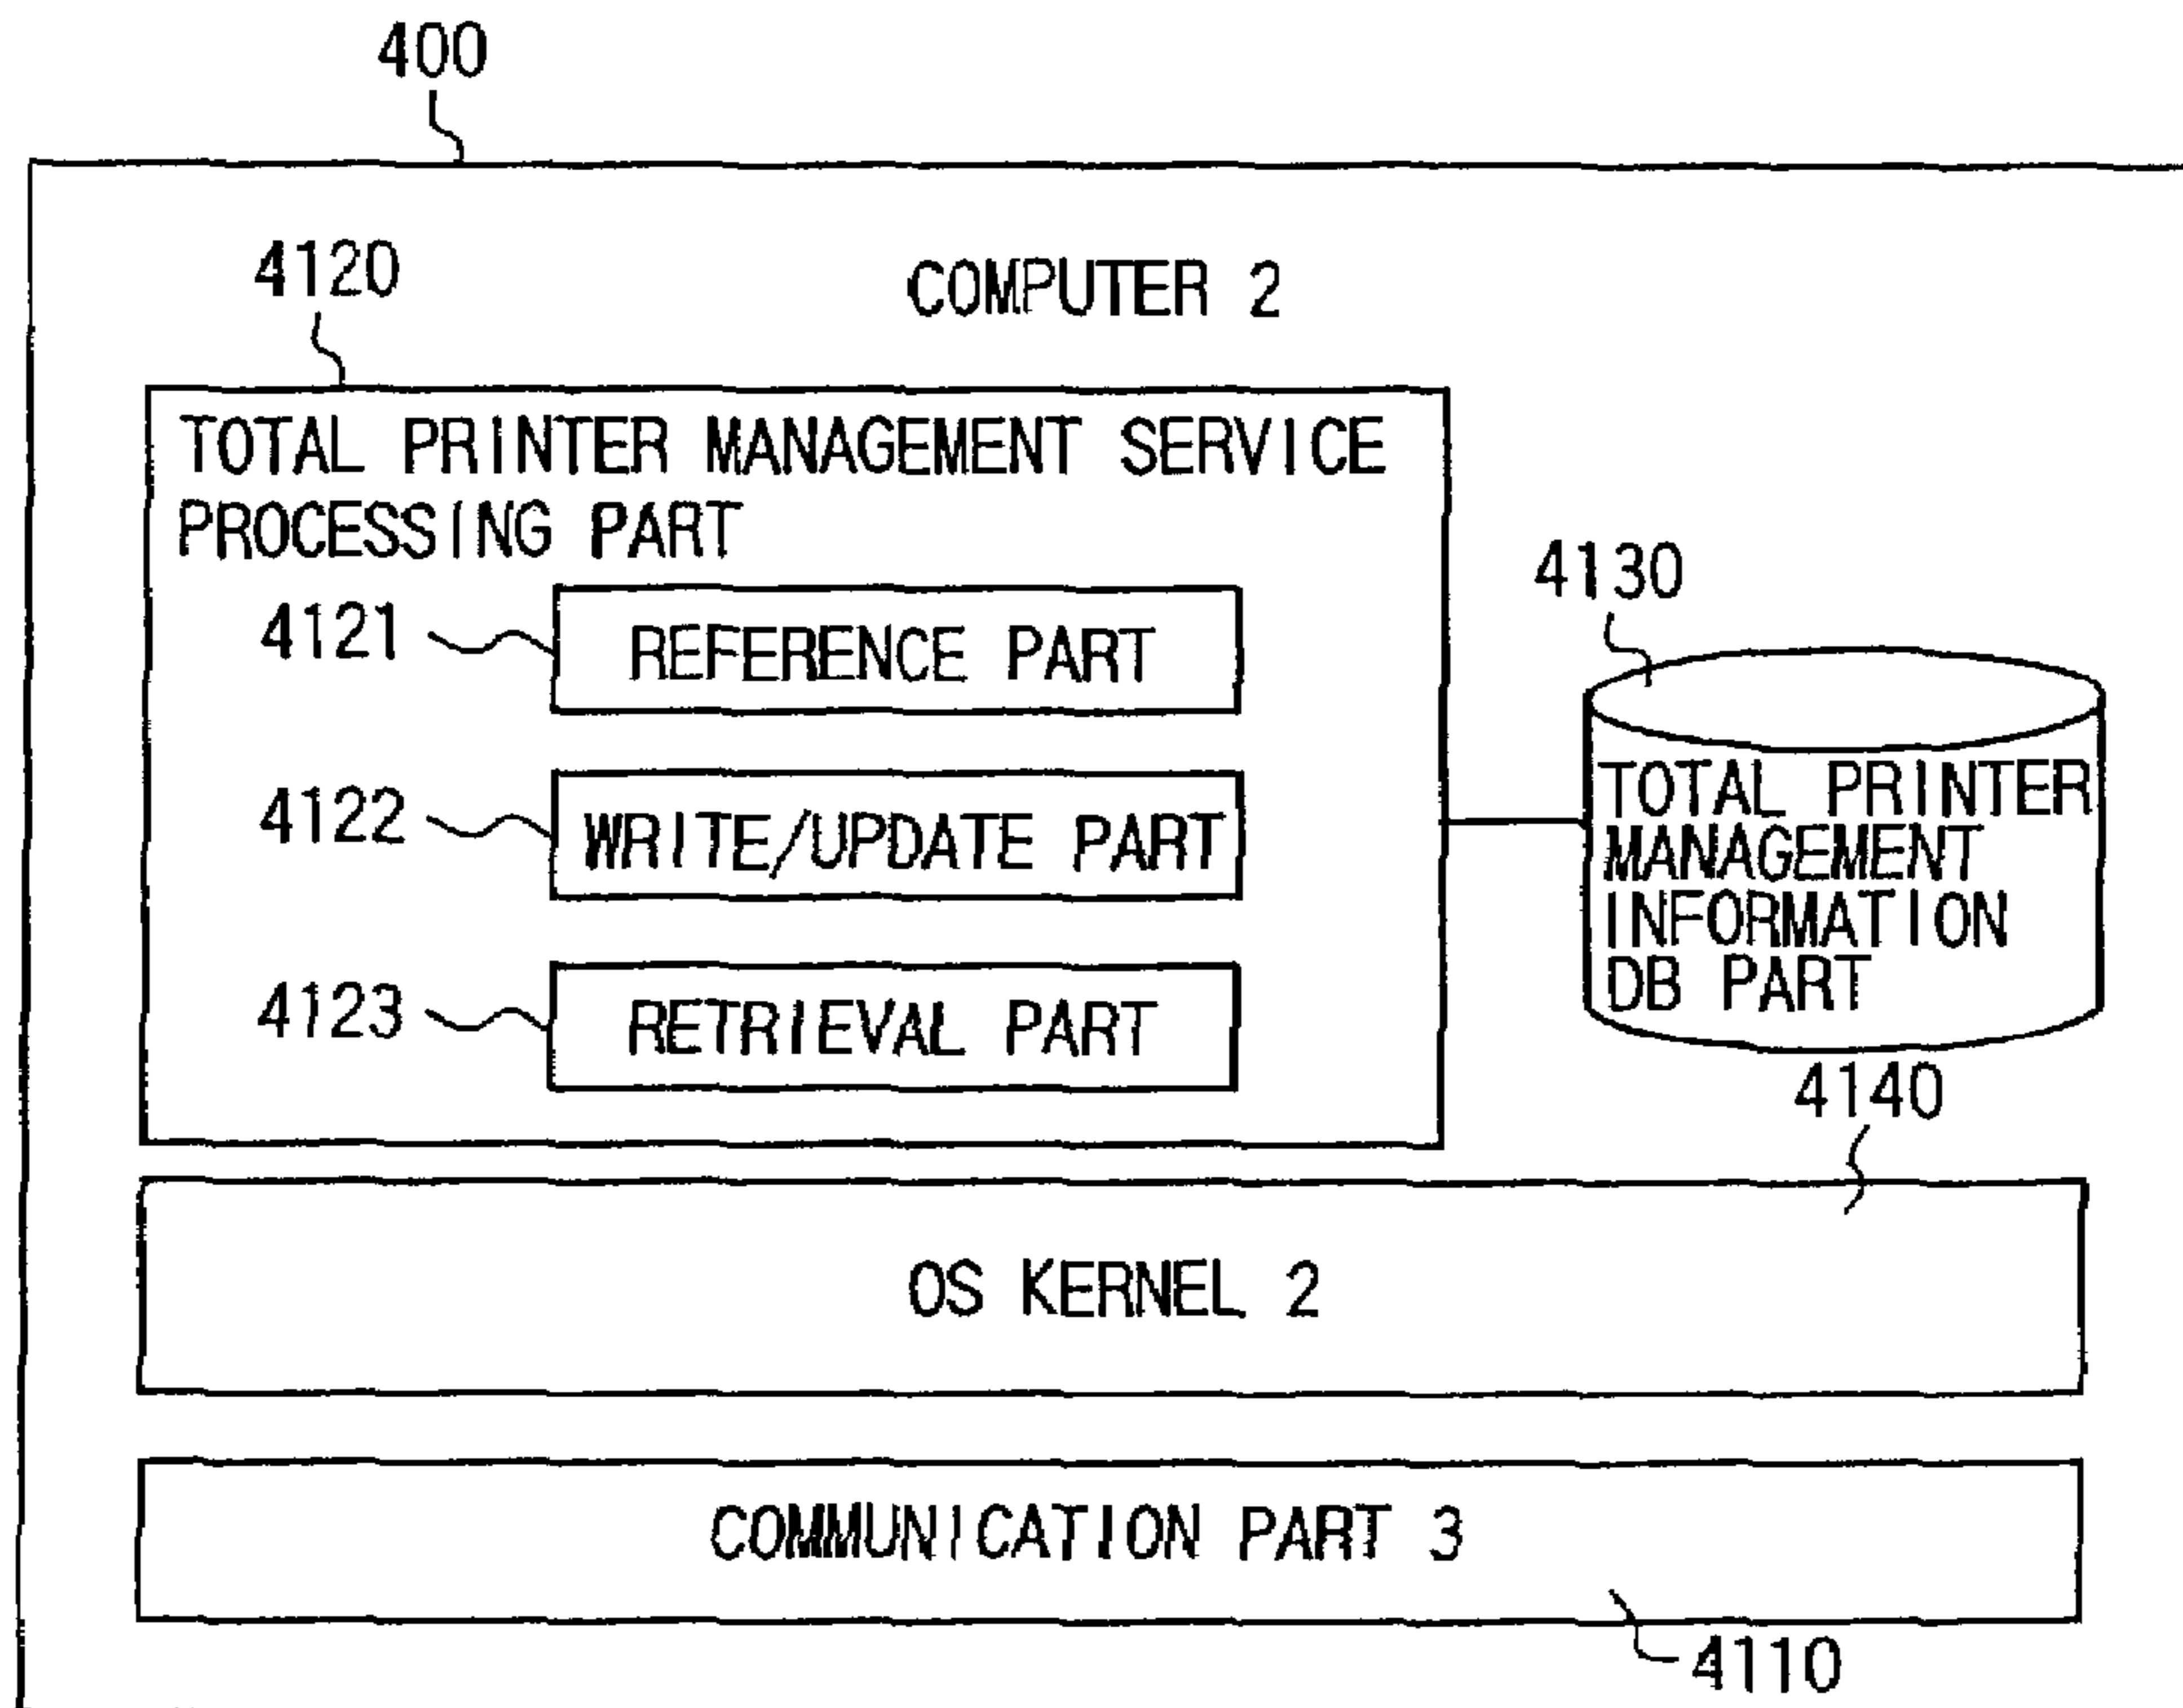 400
COMPUTER 2
4120
TOTAL PRINTER MANAGEMENT SERVICE
PROCESSING PART
4121
REFERENCE PART
4122
WRITE/UPDATE PART
4123
RETRIEVAL PART
4130
TOTAL PRINTER
MANAGEMENT
INFORMATION
DB PART
4140
OS KERNEL 2
COMMUNICATION PART 3
4110